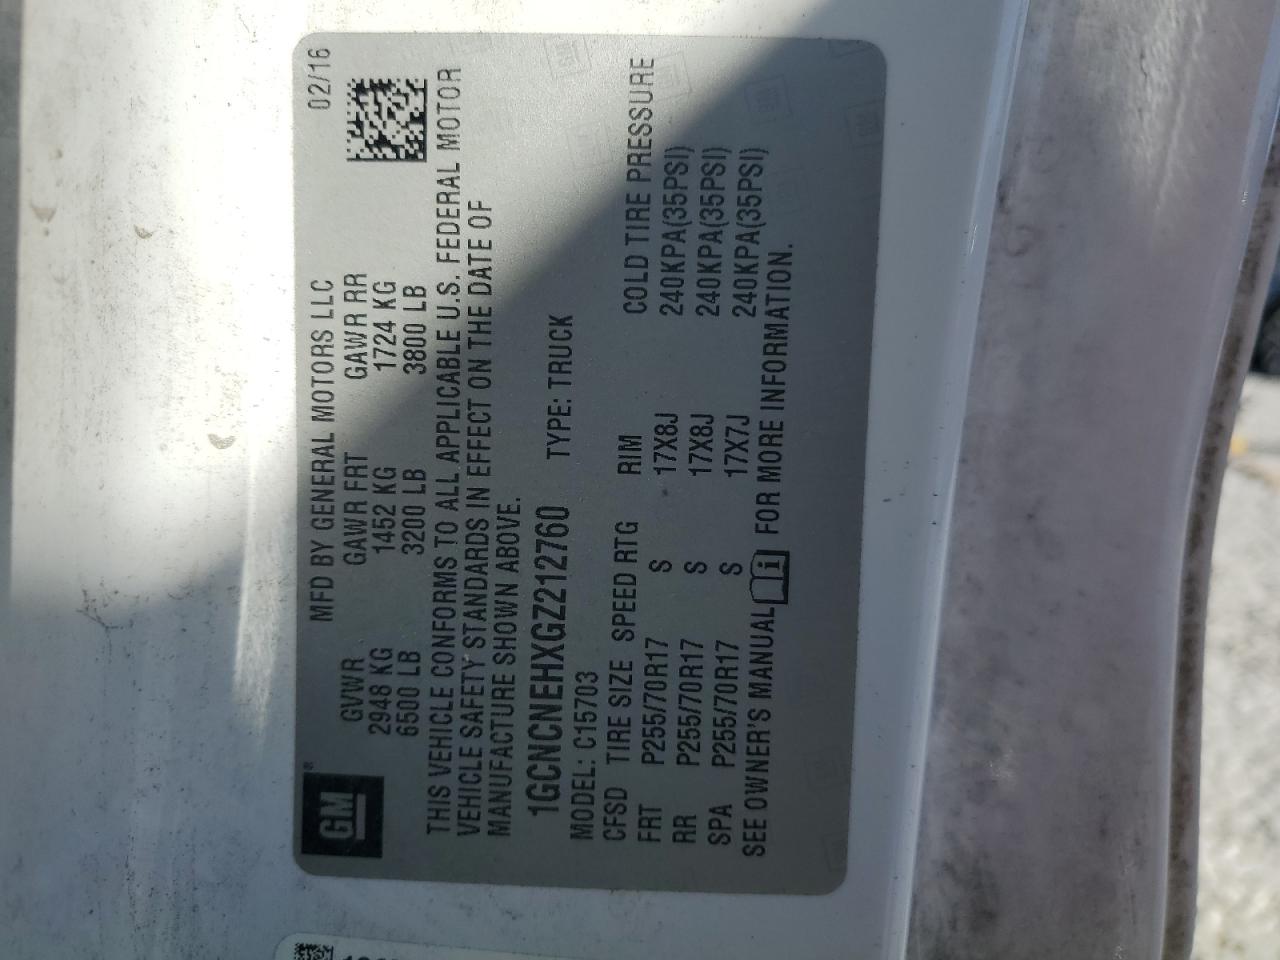 GM ®
MFD BY GENERAL MOTORS LLC 02/16
GVWR GAWR FRT GAWR RR
2948 KG 1452 KG 1724 KG
6500 LB 3200 LB 3800 LB
THIS VEHICLE CONFORMS TO ALL APPLICABLE U.S. FEDERAL MOTOR
VEHICLE SAFETY STANDARDS IN EFFECT ON THE DATE OF
MANUFACTURE SHOWN ABOVE.
1GCNCNEHXGZ212760 TYPE: TRUCK
MODEL: C15703
CFSD TIRE SIZE SPEED RTG RIM COLD TIRE PRESSURE
FRT P255/70R17 S 17X8J 240KPA(35PSI)
RR P255/70R17 S 17X8J 240KPA(35PSI)
SPA P255/70R17 S 17X7J 240KPA(35PSI)
SEE OWNER'S MANUAL FOR MORE INFORMATION.